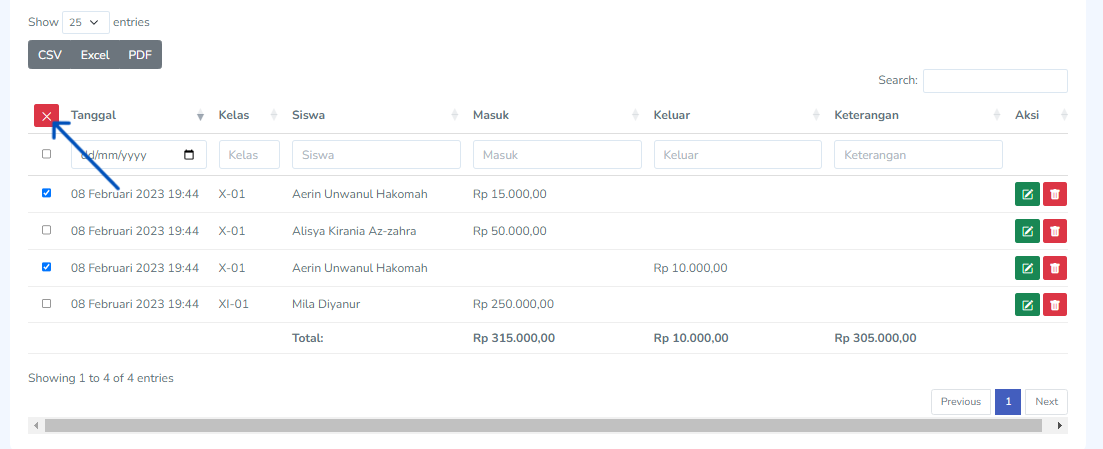 Show 25 entries
CSV Excel PDF
Search:
Tanggal Kelas Siswa Masuk Keluar Keterangan Aksi
dd/mm/yyyy Kelas Siswa Masuk Keluar Keterangan
08 Februari 2023 19:44 X-01 Aerin Unwanul Hakomah Rp 15.000,00
08 Februari 2023 19:44 X-01 Alisya Kirania Az-zahra Rp 50.000,00
08 Februari 2023 19:44 X-01 Aerin Unwanul Hakomah Rp 10.000,00
08 Februari 2023 19:44 XI-01 Mila Diyanur Rp 250.000,00
Total: Rp 315.000,00 Rp 10.000,00 Rp 305.000,00
Showing 1 to 4 of 4 entries
Previous 1 Next